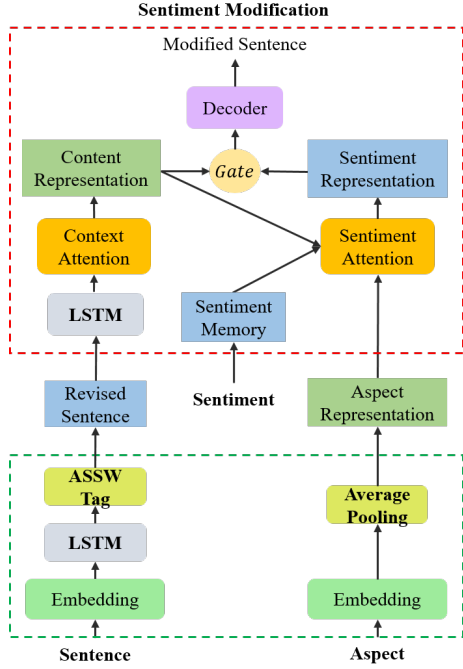 Sentiment Modification
Modified Sentence
Decoder
Content
Representation
Gate
Sentiment
Representation
Context
Attention
Sentiment
Attention
LSTM
Sentiment
Memory
Revised
Sentence
Sentiment
Aspect
Representation
ASSW
Tag
Average
Pooling
LSTM
Embedding
Embedding
Sentence
Aspect